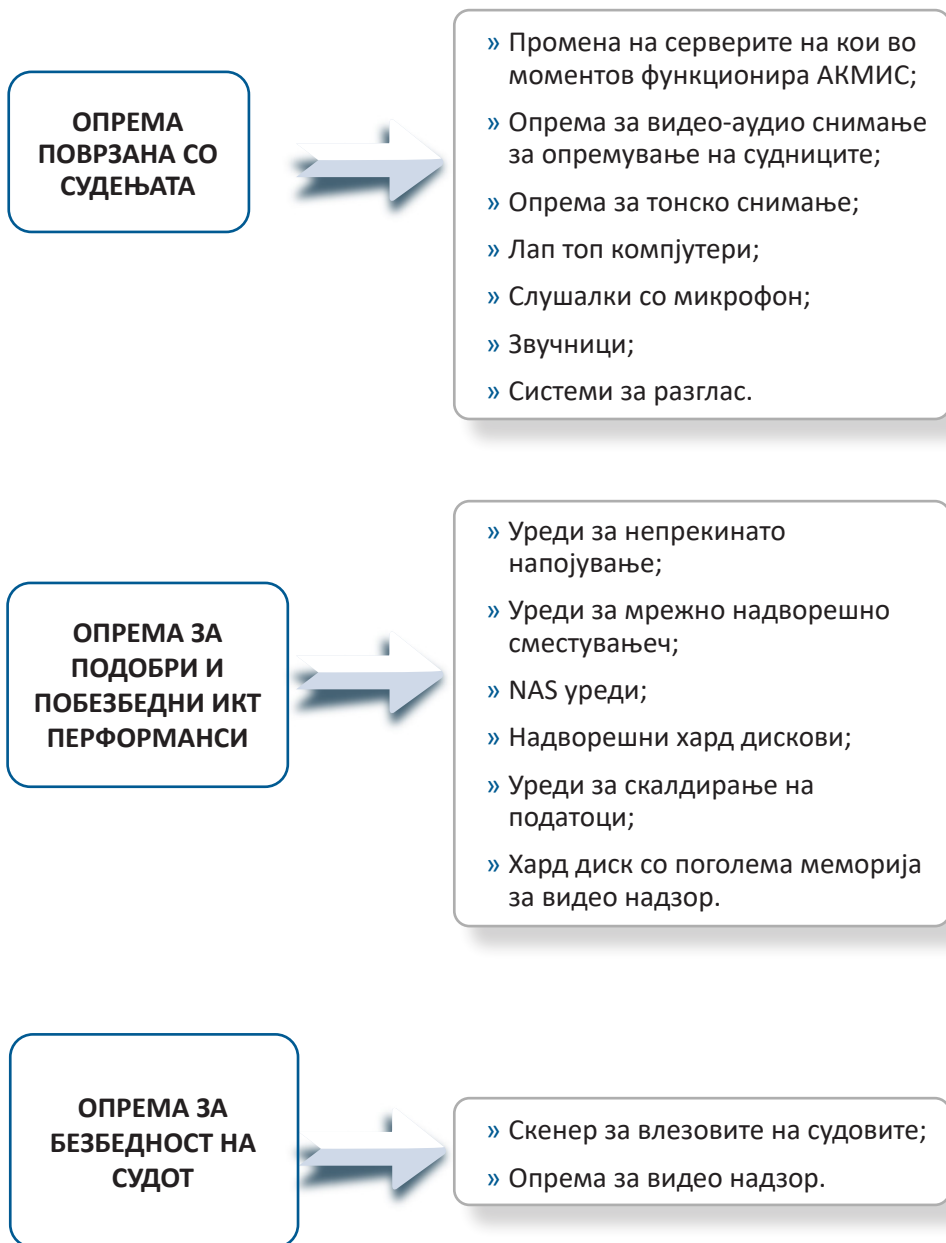 ОПРЕМА
ПОВРЗАНА СО
СУДЕЊАТА
» Промена на серверите на кои во
моментов функционира АКМИС;
» Опрема за видео-аудио снимање
за опремување на судниците;
» Опрема за тонско снимање;
» Лап топ компјутери;
» Слушалки со микрофон;
» Звучници;
» Системи за разглас.
ОПРЕМА ЗА
ПОДОБРИ И
ПОБЕЗБЕДНИ ИКТ
ПЕРФОРМАНСИ
» Уреди за непрекинато
напојување;
» Уреди за мрежно надворешно
сместувањеч;
» NAS уреди;
» Надворешни хард дискови;
» Уреди за скалдирање на
податоци;
» Хард диск со поголема меморија
за видео надзор.
ОПРЕМА ЗА
БЕЗБЕДНОСТ НА
СУДОТ
» Скенер за влезовите на судовите;
» Опрема за видео надзор.